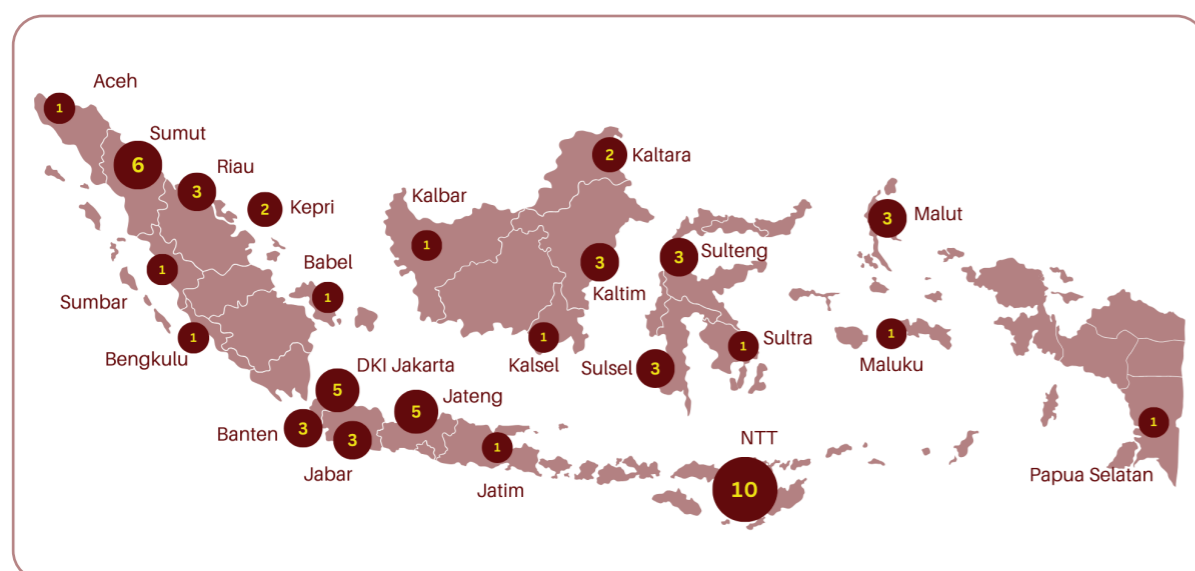 Aceh
1
Sumut
6
Riau
3
Kepri
2
Sumbar
1
Babel
1
Bengkulu
1
DKI Jakarta
5
Banten
3
Jabar
3
Jateng
5
Jatim
1
Kalbar
1
Kaltara
2
Kaltim
3
Kalsel
1
Sulteng
3
Sulsel
3
Sultra
1
Malut
3
Maluku
1
NTT
10
Papua Selatan
1